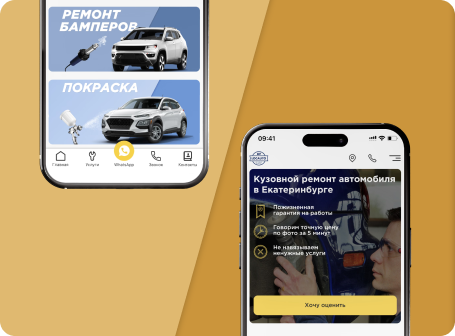 РЕМОНТ
БАМПЕРОВ
ПОКРАСКА
Главная
Услуги
WhatsApp
Звонок
Контакты
09:41
Кузовной ремонт автомобиля
в Екатеринбурге
Пожизненная
гарантия на работы
Говорим точную цену
по фото за 5 минут
Не навязываем
ненужные услуги
Хочу оценить